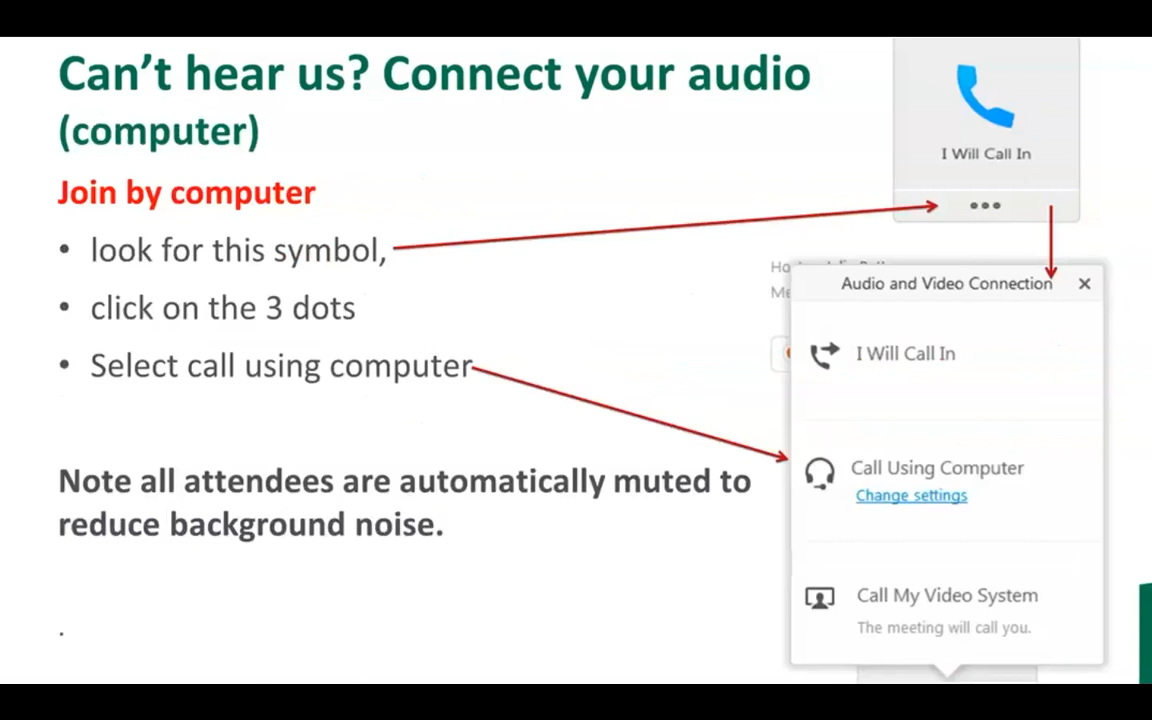 Can't hear us? Connect your audio
(computer)
Join by computer
• look for this symbol,
• click on the 3 dots
• Select call using computer
Note all attendees are automatically muted to
reduce background noise.
.
I Will Call In
Audio and Video Connection
I Will Call In
Call Using Computer
Change settings
Call My Video System
The meeting will call you.